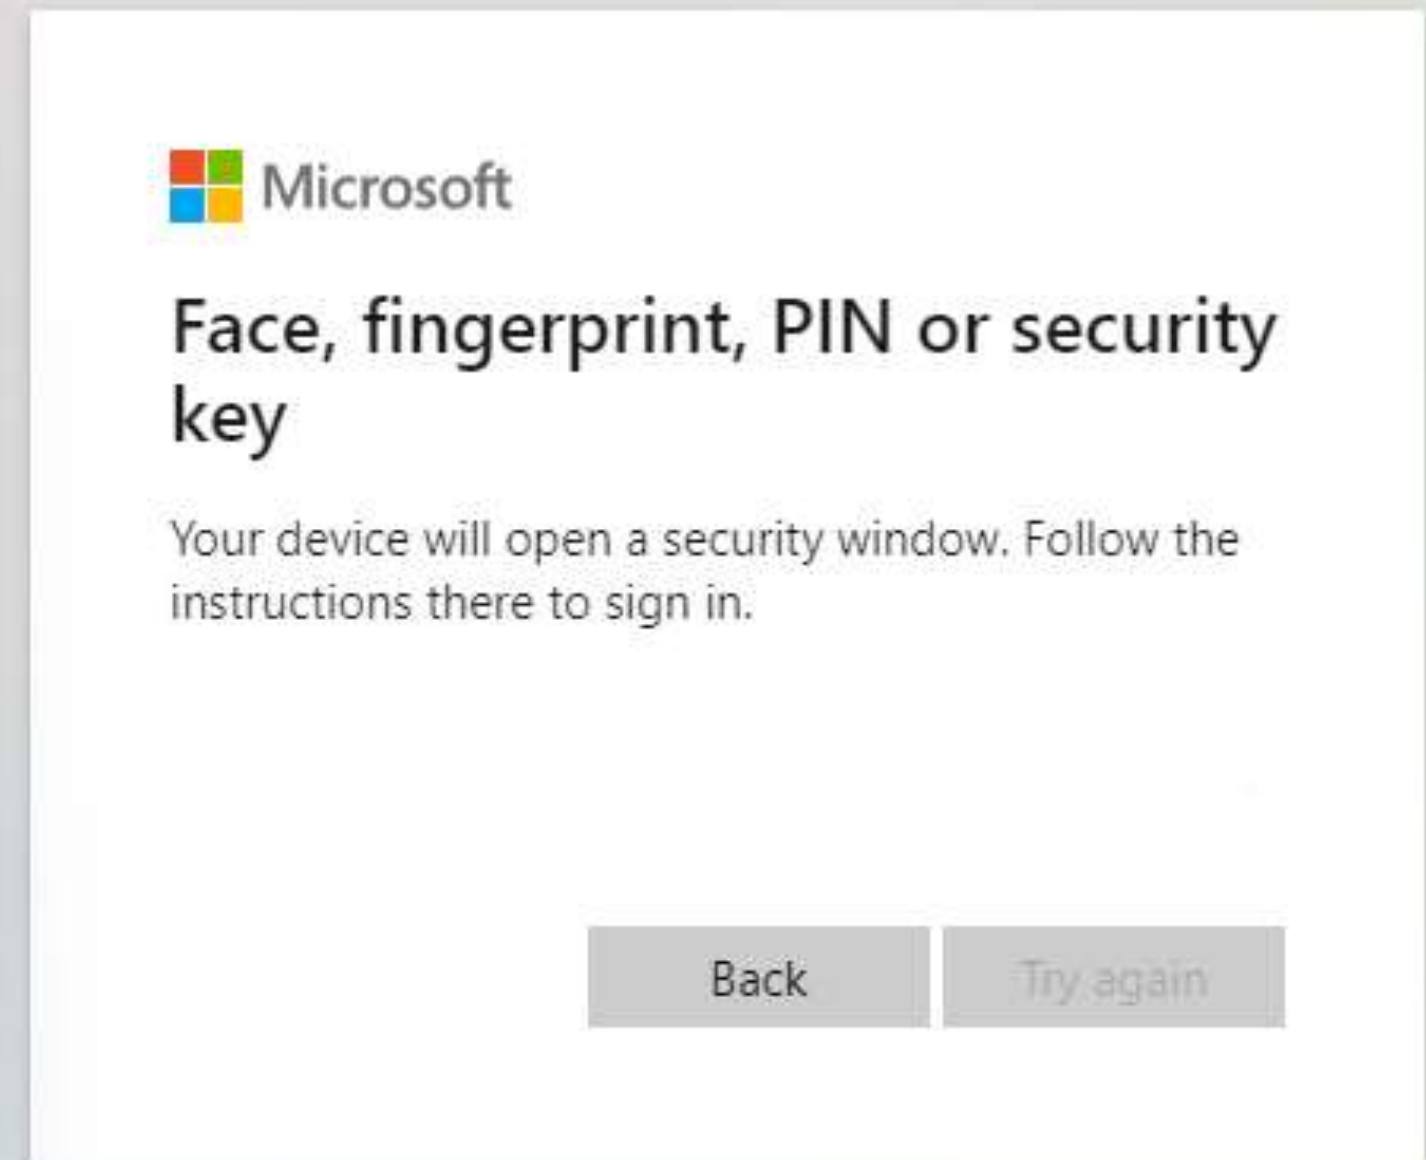 Microsoft
Face, fingerprint, PIN or security
key
Your device will open a security window. Follow the
instructions there to sign in.
Back
Try again